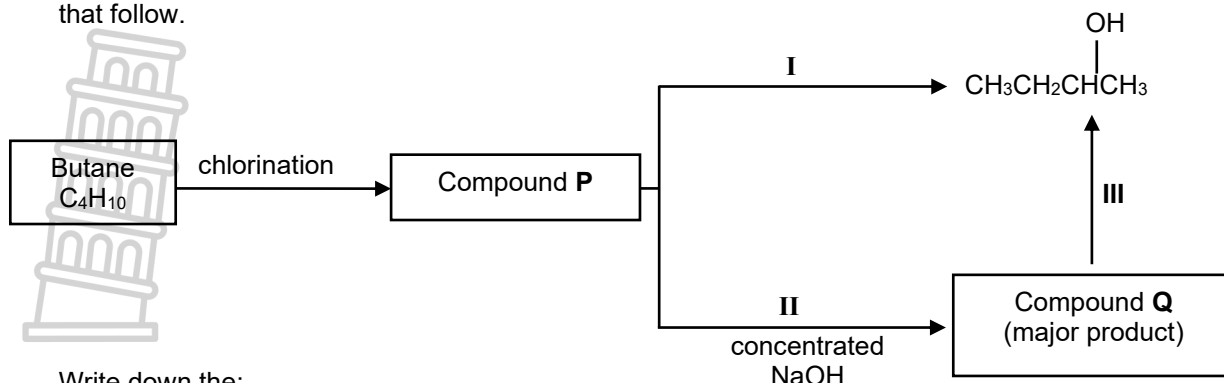 that follow.
OH
I
CH₃CH₂CHCH₃
Butane
C₄H₁₀
chlorination
Compound P
III
II
concentrated
NaOH
Compound Q
(major product)
Write down the: